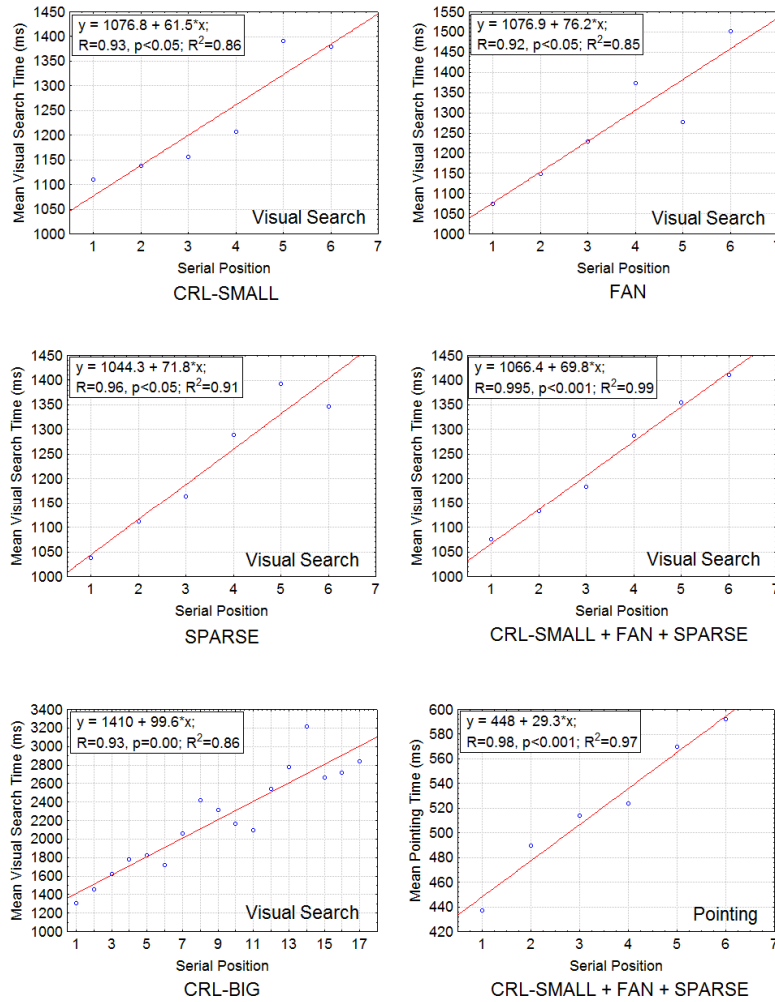 y = 1076.8 + 61.5*x;
R=0.93, p<0.05; R²=0.86
Mean Visual Search Time (ms)
1450
1400
1350
1300
1250
1200
1150
1100
1050
1000
Visual Search
1 2 3 4 5 6 7
Serial Position
CRL-SMALL
y = 1076.9 + 76.2*x;
R=0.92, p<0.05; R²=0.85
Mean Visual Search Time (ms)
1550
1500
1450
1400
1350
1300
1250
1200
1150
1100
1050
1000
Visual Search
1 2 3 4 5 6 7
Serial Position
FAN
y = 1044.3 + 71.8*x;
R=0.96, p<0.05; R²=0.91
Mean Visual Search Time (ms)
1450
1400
1350
1300
1250
1200
1150
1100
1050
1000
Visual Search
1 2 3 4 5 6 7
Serial Position
SPARSE
y = 1066.4 + 69.8*x;
R=0.995, p<0.001; R²=0.99
Mean Visual Search Time (ms)
1450
1400
1350
1300
1250
1200
1150
1100
1050
1000
Visual Search
1 2 3 4 5 6 7
Serial Position
CRL-SMALL + FAN + SPARSE
y = 1410 + 99.6*x;
R=0.93, p=0.00; R²=0.86
Mean Visual Search Time (ms)
3400
3200
3000
2800
2600
2400
2200
2000
1800
1600
1400
1200
1000
Visual Search
1 3 5 7 9 11 13 15 17
Serial Position
CRL-BIG
y = 448 + 29.3*x;
R=0.98, p<0.001; R²=0.97
Mean Pointing Time (ms)
600
580
560
540
520
500
480
460
440
420
Pointing
1 2 3 4 5 6 7
Serial Position
CRL-SMALL + FAN + SPARSE